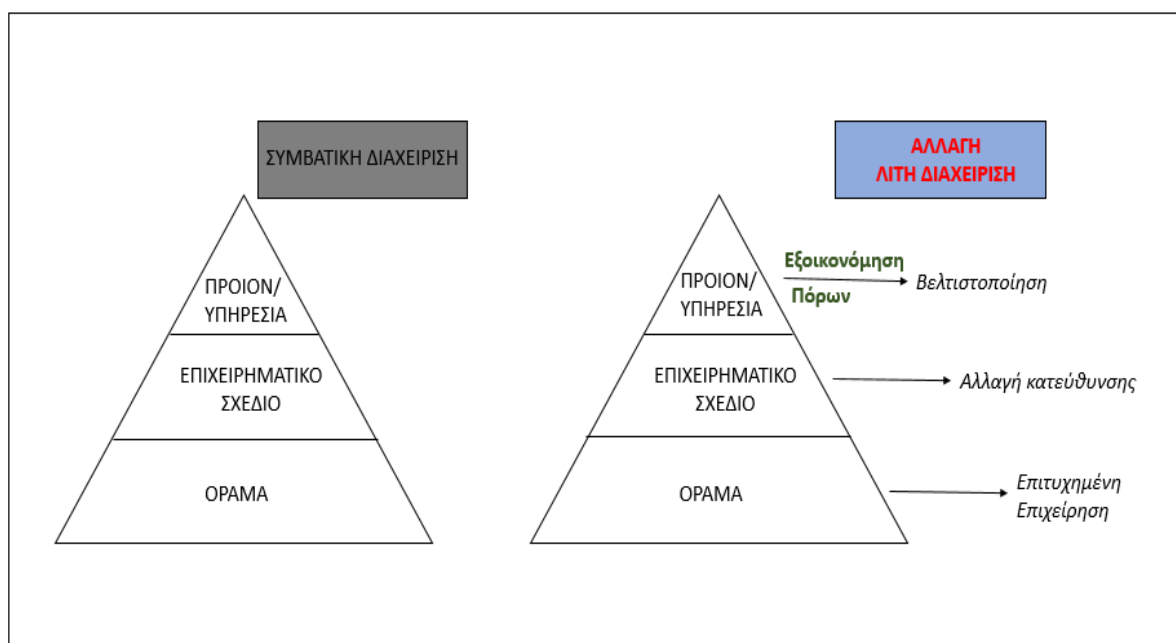 ΣΥΜΒΑΤΙΚΗ ΔΙΑΧΕΙΡΙΣΗ
ΠΡΟΙΟΝ/
ΥΠΗΡΕΣΙΑ
ΕΠΙΧΕΙΡΗΜΑΤΙΚΟ
ΣΧΕΔΙΟ
ΟΡΑΜΑ
ΑΛΛΑΓΗ
ΛΙΤΗ ΔΙΑΧΕΙΡΙΣΗ
ΠΡΟΙΟΝ/
ΥΠΗΡΕΣΙΑ
Εξοικονόμηση
Πόρων
Βελτιστοποίηση
ΕΠΙΧΕΙΡΗΜΑΤΙΚΟ
ΣΧΕΔΙΟ
Αλλαγή κατεύθυνσης
ΟΡΑΜΑ
Επιτυχημένη
Επιχείρηση